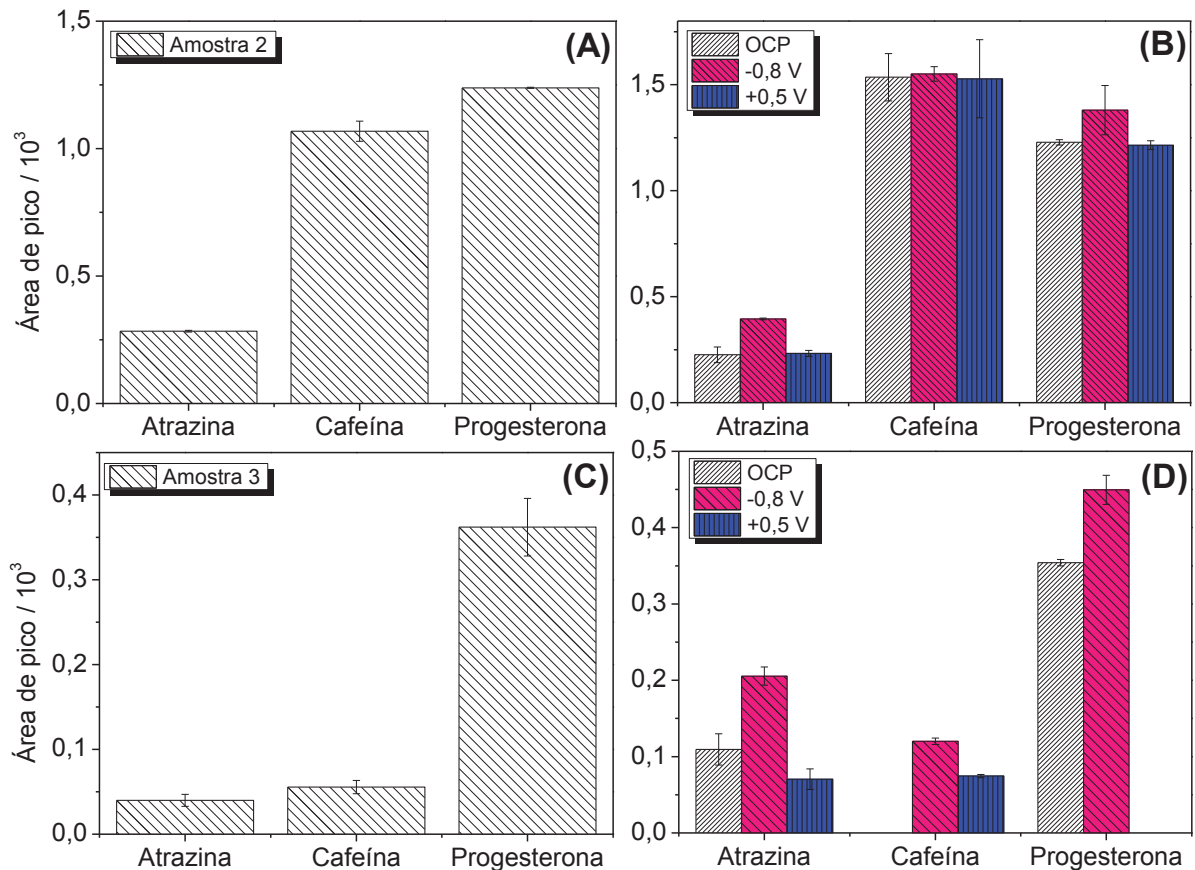 Área de pico / 10³
1,5
1,0
0,5
0,0
Amostra 2
(A)
Atrazina Cafeína Progesterona
1,5
1,0
0,5
0,0
OCP
-0,8 V
+0,5 V
(B)
Atrazina Cafeína Progesterona
Área de pico / 10³
0,4
0,3
0,2
0,1
0,0
Amostra 3
(C)
Atrazina Cafeína Progesterona
0,5
0,4
0,3
0,2
0,1
0,0
OCP
-0,8 V
+0,5 V
(D)
Atrazina Cafeína Progesterona